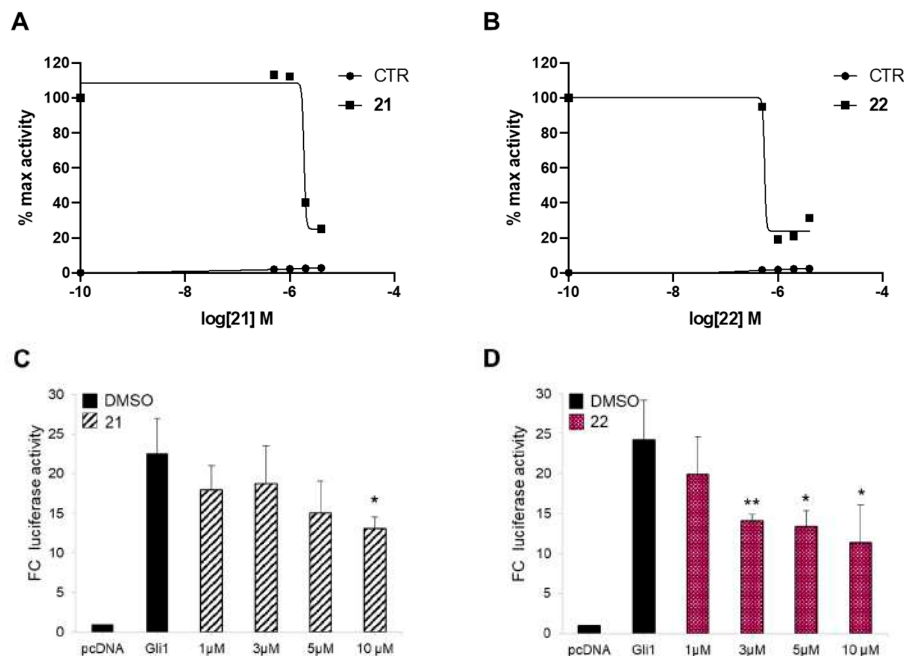 A
B
120
100
80
60
40
20
0
% max activity
-10
-8
-6
-4
log[21] M
CTR
21
120
100
80
60
40
20
0
% max activity
-10
-8
-6
-4
log[22] M
CTR
22
C
D
30
25
20
15
10
5
0
FC luciferase activity
DMSO
21
*
pcDNA
Gli1
1µM
3µM
5µM
10 µM
30
25
20
15
10
5
0
FC luciferase activity
DMSO
22
**
*
*
pcDNA
Gli1
1µM
3µM
5µM
10 µM